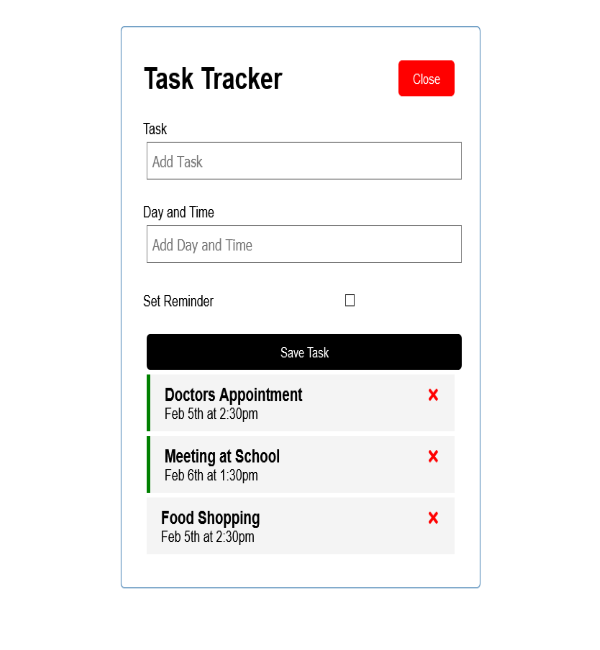 Task Tracker
Close
Task
Add Task
Day and Time
Add Day and Time
Set Reminder
Save Task
Doctors Appointment
Feb 5th at 2:30pm
Meeting at School
Feb 6th at 1:30pm
Food Shopping
Feb 5th at 2:30pm